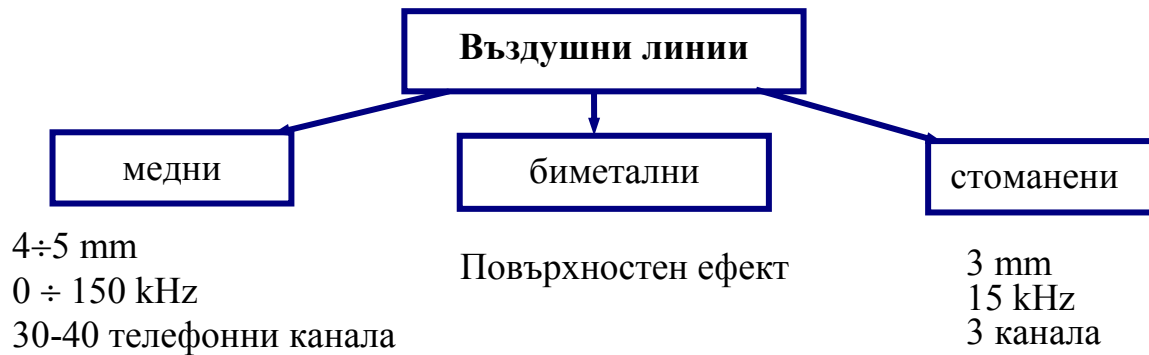 Въздушни линии
медни
биметални
стоманени
4÷5 mm
0 ÷ 150 kHz
30-40 телефонни канала
Повърхностен ефект
3 mm
15 kHz
3 канала